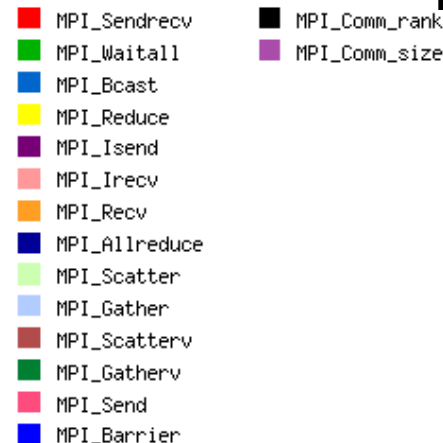 MPI_Sendrecv
MPI_Waitall
MPI_Bcast
MPI_Reduce
MPI_Isend
MPI_Irecv
MPI_Recv
MPI_Allreduce
MPI_Scatter
MPI_Gather
MPI_Scatterv
MPI_Gatherv
MPI_Send
MPI_Barrier
MPI_Comm_rank
MPI_Comm_size